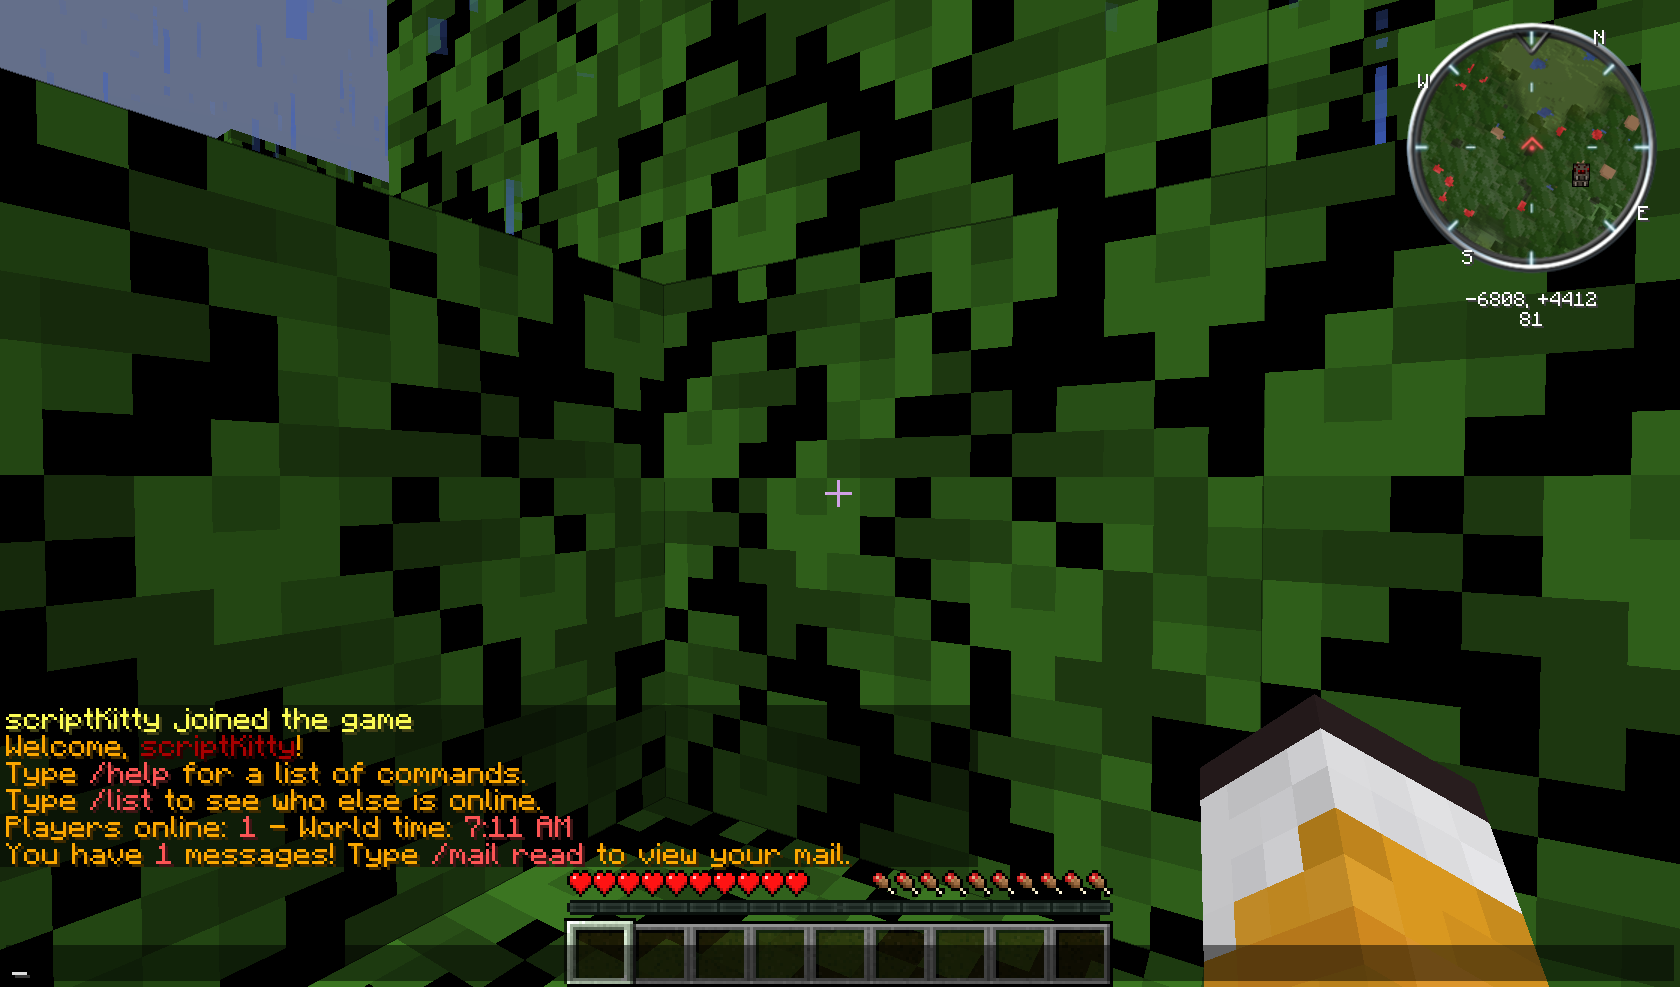 N
W
E
S
-6808, +4412
81
scriptKitty joined the game
Welcome, scriptKitty!
Type /help for a list of commands.
Type /list to see who else is online.
Players online: 1 - World time: 7:11 AM
You have 1 messages! Type /mail read to view your mail.
_